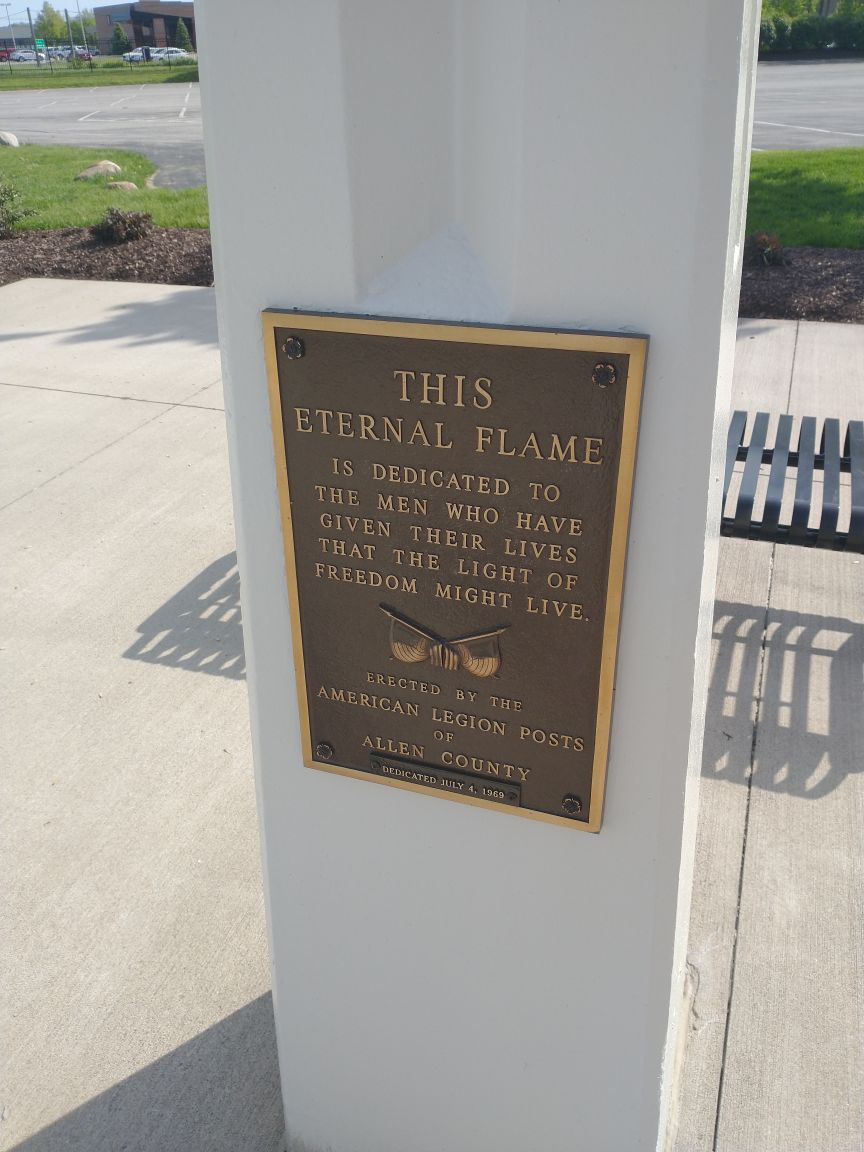 THIS
ETERNAL FLAME
IS DEDICATED TO
THE MEN WHO HAVE
GIVEN THEIR LIVES
THAT THE LIGHT OF
FREEDOM MIGHT LIVE.
ERECTED BY THE
AMERICAN LEGION POSTS
OF
ALLEN COUNTY
DEDICATED JULY 4, 1969